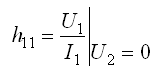 h₁₁ = U₁/I₁ | U₂ = 0